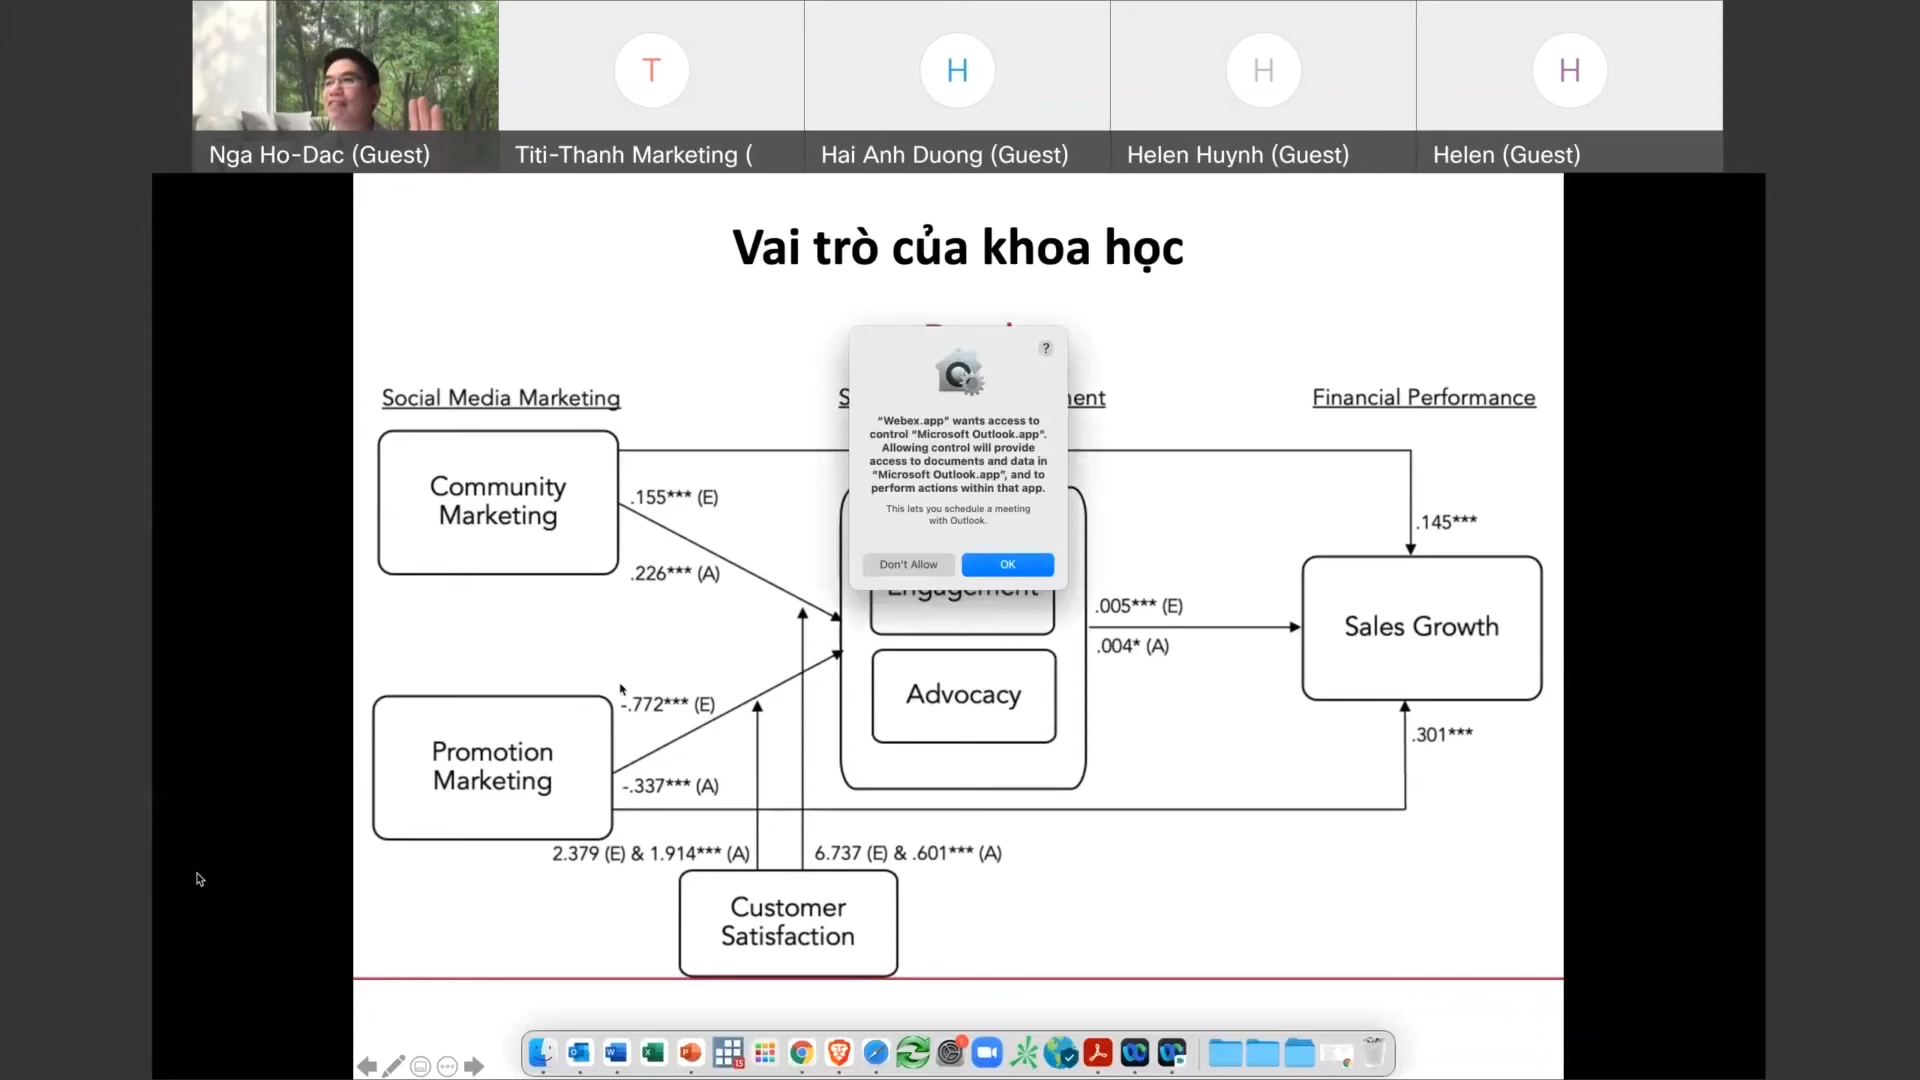 T
H
H
H
Nga Ho-Dac (Guest)
Titi-Thanh Marketing (
Hai Anh Duong (Guest)
Helen Huynh (Guest)
Helen (Guest)
Vai trò của khoa học
Social Media Marketing
Financial Performance
?
“Webex.app” wants access to
control “Microsoft Outlook.app”.
Allowing control will provide
access to documents and data in
“Microsoft Outlook.app”, and to
perform actions within that app.
This lets you schedule a meeting
with Outlook.
Don't Allow
OK
Community
Marketing
.155*** (E)
.226*** (A)
.145***
Engagement
.005*** (E)
.004* (A)
Sales Growth
Advocacy
-.772*** (E)
Promotion
Marketing
-.337*** (A)
.301***
2.379 (E) & 1.914*** (A)
6.737 (E) & .601*** (A)
Customer
Satisfaction
15